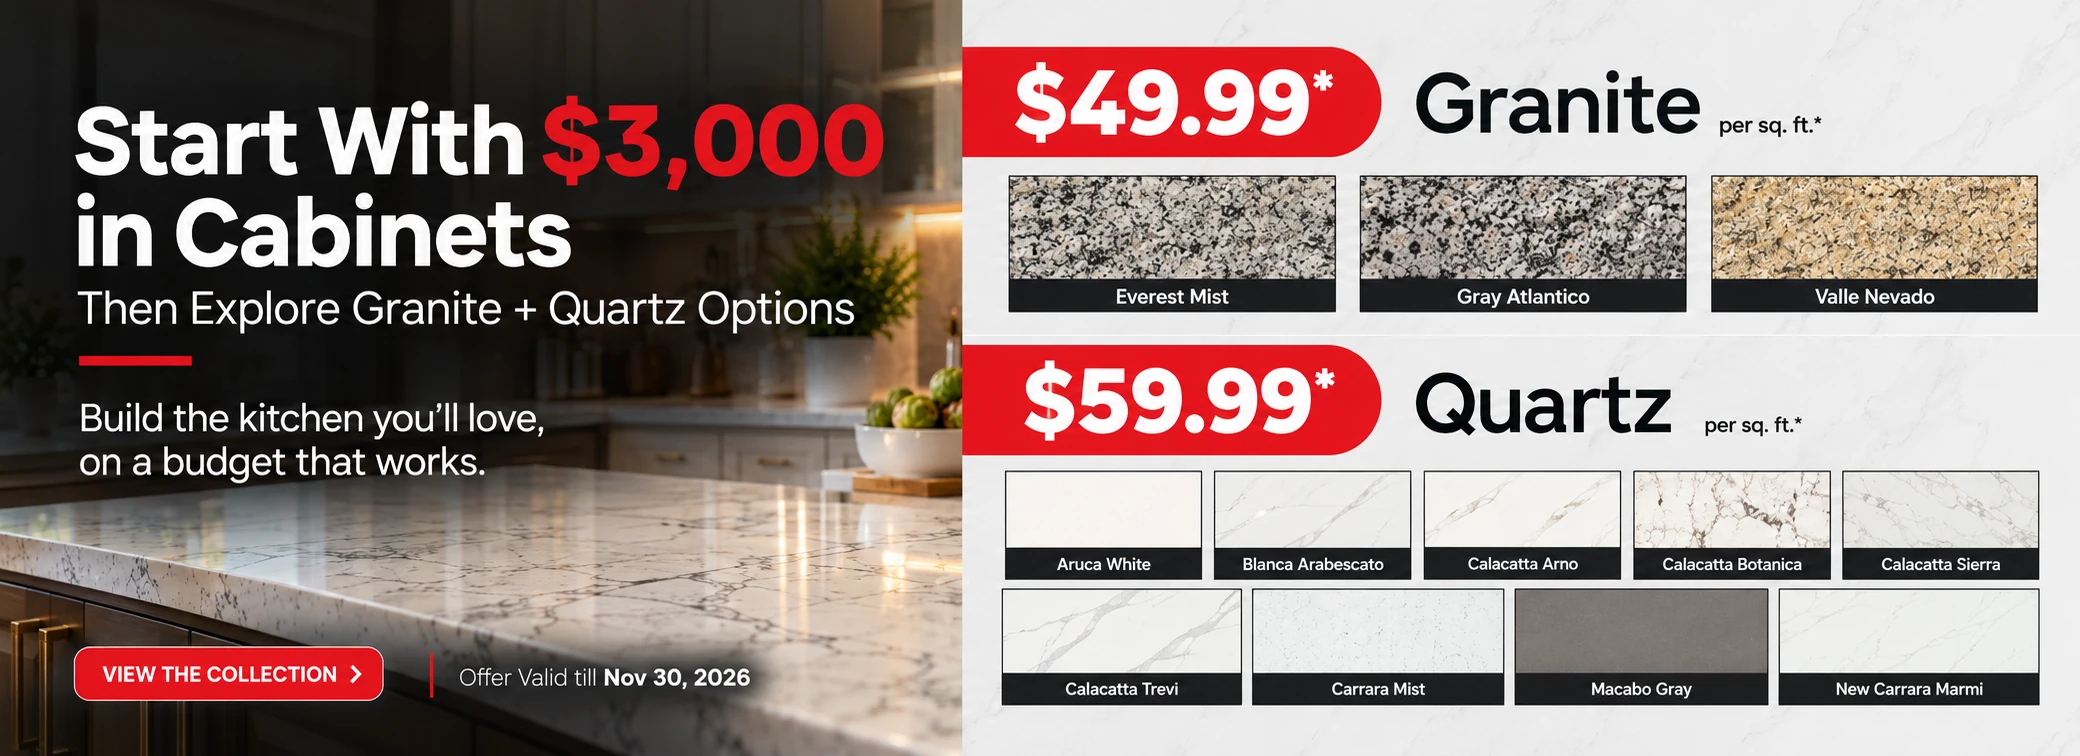 Start With $3,000
in Cabinets
Then Explore Granite + Quartz Options
Build the kitchen you'll love,
on a budget that works.
VIEW THE COLLECTION >
Offer Valid till Nov 30, 2026
$49.99* Granite per sq. ft.*
Everest Mist
Gray Atlantico
Valle Nevado
$59.99* Quartz per sq. ft.*
Aruca White
Blanca Arabescato
Calacatta Arno
Calacatta Botanica
Calacatta Sierra
Calacatta Trevi
Carrara Mist
Macabo Gray
New Carrara Marmi